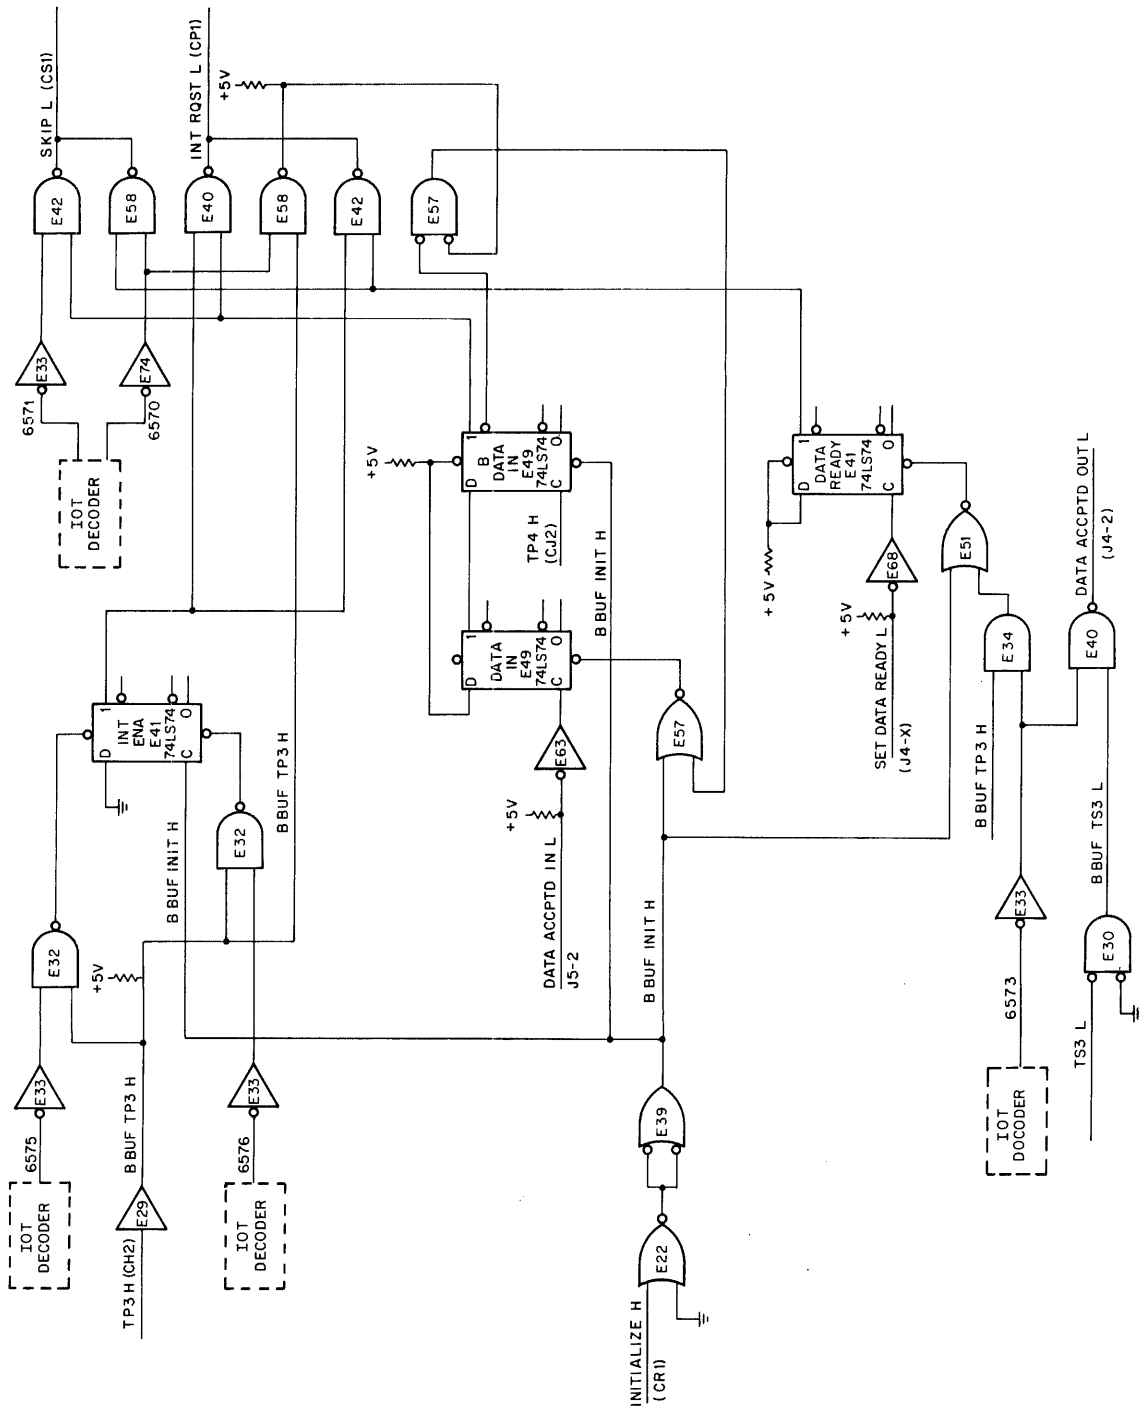 SKIP L (CS1)
INT RQST L (CP1)
+5V
E42
E58
E40
E58
E42
E57
6571
E33
E74
6570
IOT
DECODER
+5V
D
1
B
DATA
IN
E49
74LS74
C
0
TP4 H
(CJ2)
B BUF INIT H
D
1
DATA
IN
E49
74LS74
C
0
E63
+5V
DATA ACCPTD IN L
J5-2
E57
D
1
INT
ENA
E41
74LS74
C
0
B BUF INIT H
E32
B BUF TP3 H
E32
+5V
E33
6575
IOT
DECODER
B BUF TP3 H
E29
TP3 H (CH2)
E33
6576
IOT
DECODER
B BUF INIT H
E39
E22
INITIALIZE H
(CR1)
+5V
D
1
DATA
READY
E41
74LS74
C
0
E68
+5V
SET DATA READY L
(J4-X)
E51
E34
B BUF TP3 H
DATA ACCPTD OUT L
(J4-2)
E40
B BUF TS3 L
E33
6573
IOT
DOCODER
E30
TS3 L